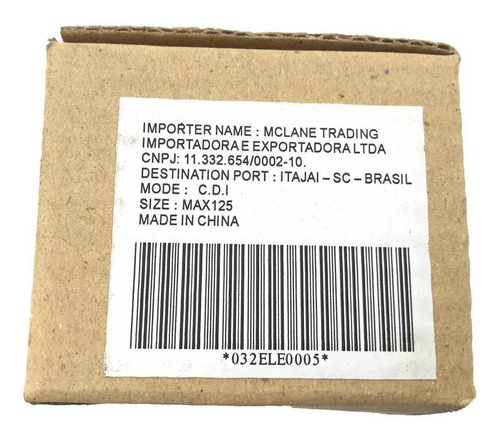 IMPORTER NAME : MCLANE TRADING
IMPORTADORA E EXPORTADORA LTDA
CNPJ: 11.332.654/0002-10.
DESTINATION PORT : ITAJAI – SC – BRASIL
MODE : C.D.I
SIZE : MAX125
MADE IN CHINA
*032ELE0005*